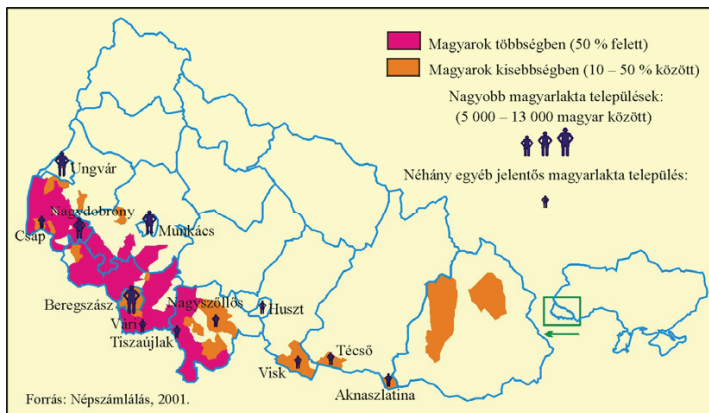 Magyarok többségben (50 % felett)
Magyarok kisebbségben (10 – 50 % között)
Nagyobb magyarlakta települések:
(5 000 – 13 000 magyar között)
Néhány egyéb jelentős magyarlakta település:
Ungvár
Nagydobrony
Csap
Munkács
Beregszász
Nagyszőllős
Huszt
Vári
Tiszaújlak
Técső
Visk
Aknaszlatina
Forrás: Népszámlálás, 2001.